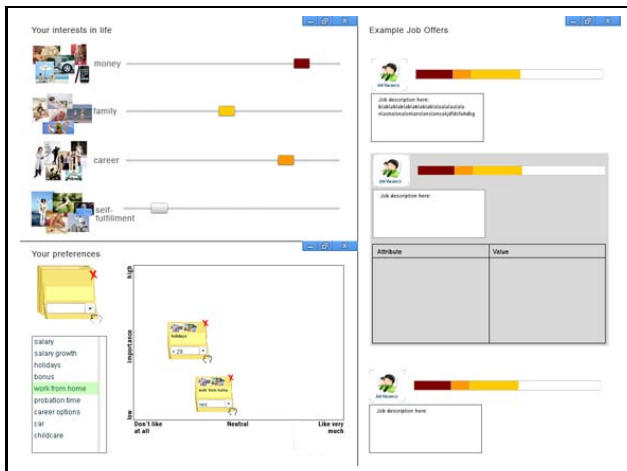 Your interests in life
money
family
career
self-
fulfillment
Your preferences
salary
salary growth
holidays
bonus
work from home
probation time
career options
car
childcare
high
importance
low
holidays
< 20
work from home
Don't like
at all
Neutral
Like very
much
Example Job Offers
Job Vacancy
Job description here:
Job Vacancy
Job description here:
Attribute
Value
Job Vacancy
Job description here: